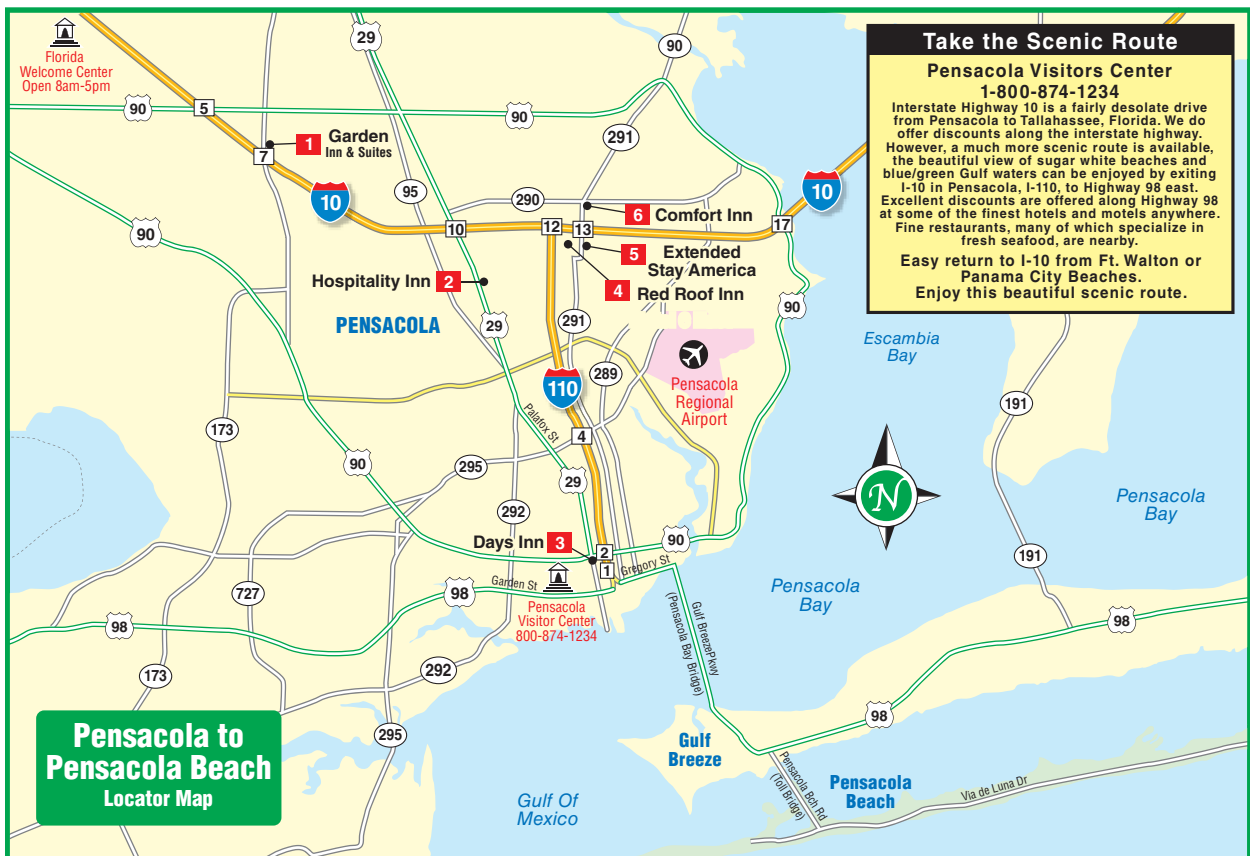 Florida
Welcome Center
Open 8am-5pm
29
90
Take the Scenic Route
Pensacola Visitors Center
1-800-874-1234
Interstate Highway 10 is a fairly desolate drive
from Pensacola to Tallahassee, Florida. We do
offer discounts along the interstate highway.
However, a much more scenic route is available,
the beautiful view of sugar white beaches and
blue/green Gulf waters can be enjoyed by exiting
I-10 in Pensacola, I-110, to Highway 98 east.
Excellent discounts are offered along Highway 98
at some of the finest hotels and motels anywhere.
Fine restaurants, many of which specialize in
fresh seafood, are nearby.
Easy return to I-10 from Ft. Walton or
Panama City Beaches.
Enjoy this beautiful scenic route.
90
5
90
291
1
Garden
Inn & Suites
7
95
290
10
10
6
Comfort Inn
90
10
12
13
17
5
Extended
Stay America
Hospitality Inn
2
4
Red Roof Inn
90
PENSACOLA
29
291
Escambia
Bay
110
289
Pensacola
Regional
Airport
191
Palafox St
173
4
90
295
29
N
Pensacola
Bay
292
Days Inn
3
2
90
191
1
Gregory St
Garden St
727
98
Pensacola
Visitor Center
800-874-1234
Pensacola
Bay
98
98
Gulf BreezePkwy
(Pensacola Bay Bridge)
173
292
98
Pensacola to
Pensacola Beach
Locator Map
295
Gulf
Breeze
Pensacola Bch Rd
(Toll Bridge)
Pensacola
Beach
Via de Luna Dr
Gulf Of
Mexico